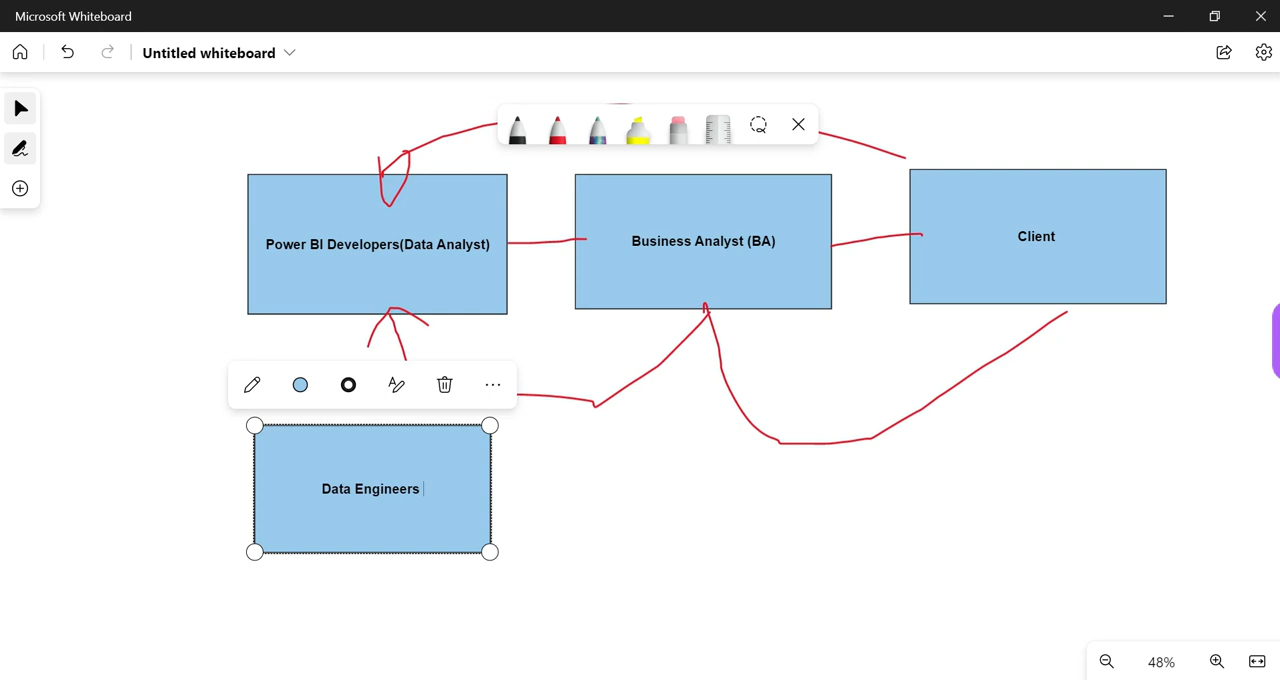 Microsoft Whiteboard
Untitled whiteboard
Power BI Developers(Data Analyst)
Business Analyst (BA)
Client
Data Engineers
48%